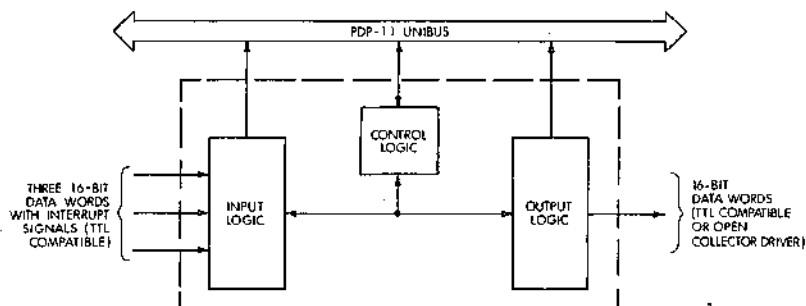 PDP-11 UNIBUS
CONTROL
LOGIC
THREE 16-BIT
DATA WORDS
WITH INTERRUPT
SIGNALS (TTL
COMPATIBLE)
INPUT
LOGIC
OUTPUT
LOGIC
16-BIT
DATA WORDS
(TTL COMPATIBLE
OR OPEN
COLLECTOR DRIVER)